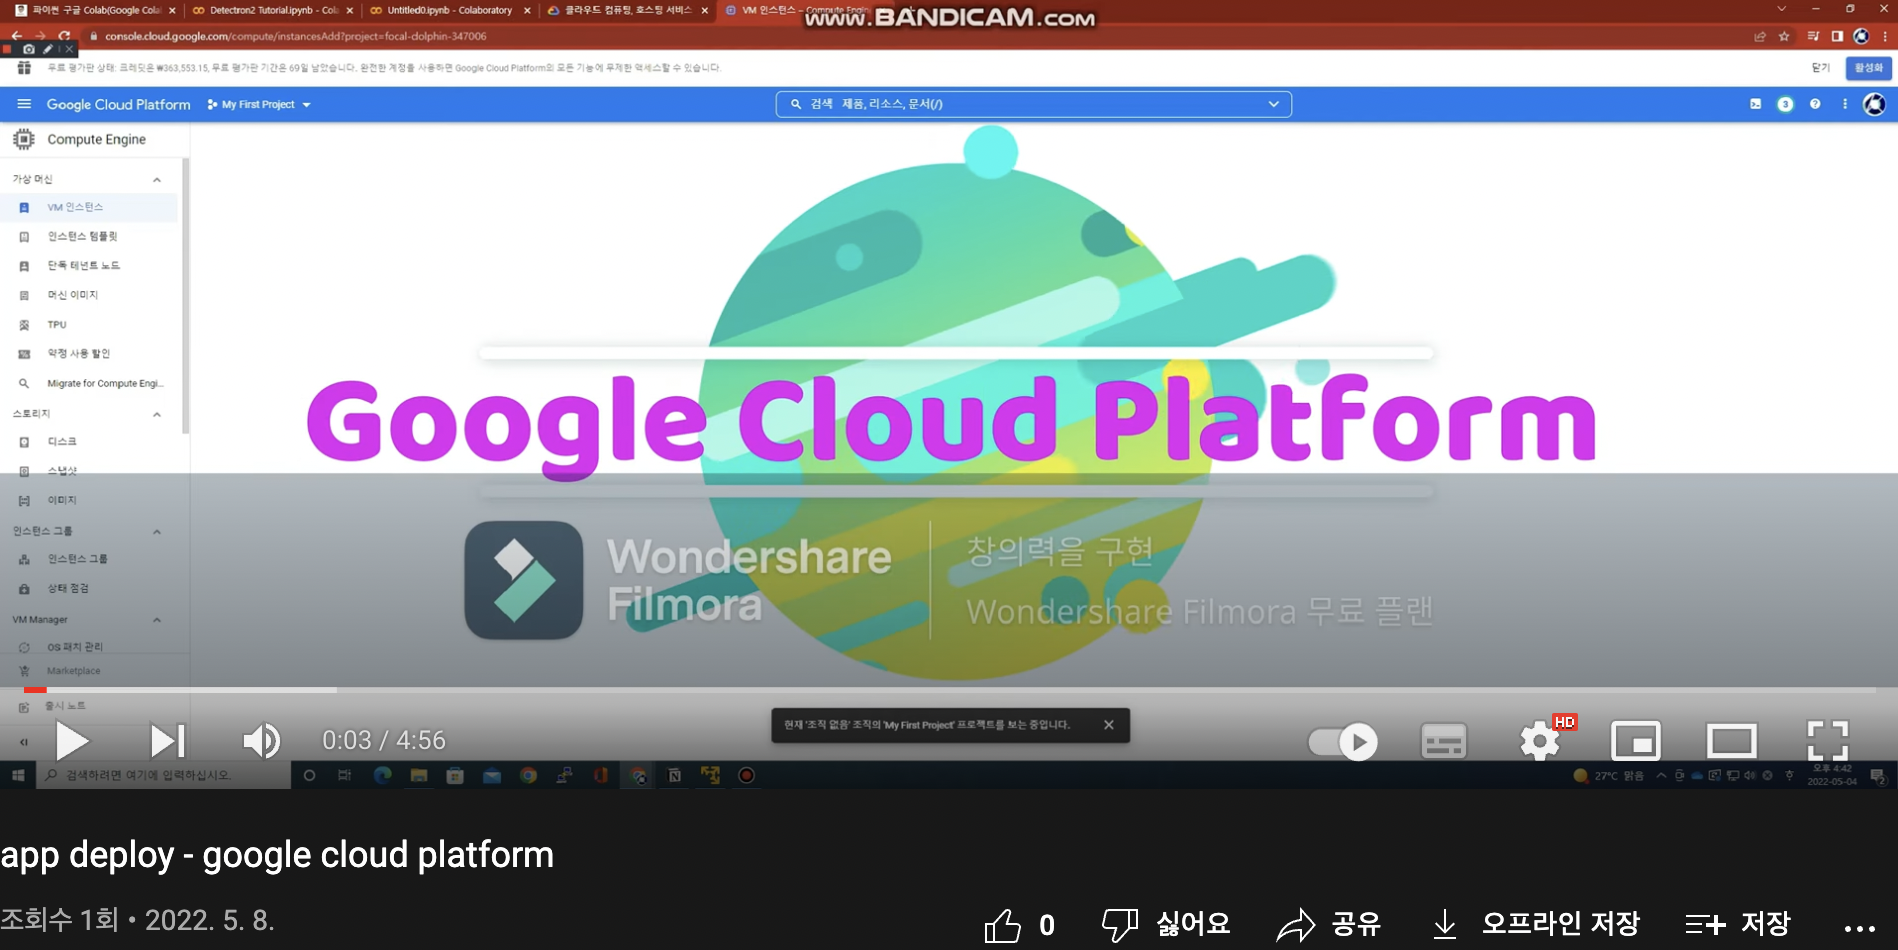 파이썬 구글 Colab(Google Cola
Detectron2 Tutorial.ipynb - Cola
Untitled0.ipynb - Colaboratory
클라우드 컴퓨팅, 호스팅 서비스
VM 인스턴스 - Compute Engin
www.BANDICAM.com
console.cloud.google.com/compute/instancesAdd?project=focal-dolphin-347006
무료 평가판 상태: 크레딧은 ₩363,553.15, 무료 평가판 기간은 69일 남았습니다. 완전한 계정을 사용하면 Google Cloud Platform의 모든 기능에 무제한 액세스할 수 있습니다.
닫기
활성화
Google Cloud Platform
My First Project
검색 제품, 리소스, 문서(/)
3
Compute Engine
가상 머신
VM 인스턴스
인스턴스 템플릿
단독 테넌트 노드
머신 이미지
TPU
약정 사용 할인
Migrate for Compute Engi...
스토리지
디스크
스냅샷
이미지
인스턴스 그룹
인스턴스 그룹
상태 점검
VM Manager
OS 패치 관리
Marketplace
출시 노트
Google Cloud Platform
Wondershare
Filmora
창의력을 구현
Wondershare Filmora 무료 플랜
현재 '조직 없음' 조직의 'My First Project' 프로젝트를 보는 중입니다.
0:03 / 4:56
HD
검색하려면 여기에 입력하십시오.
27°C 맑음
오후 4:42
2022-05-04
2
app deploy - google cloud platform
조회수 1회 • 2022. 5. 8.
0
싫어요
공유
오프라인 저장
저장